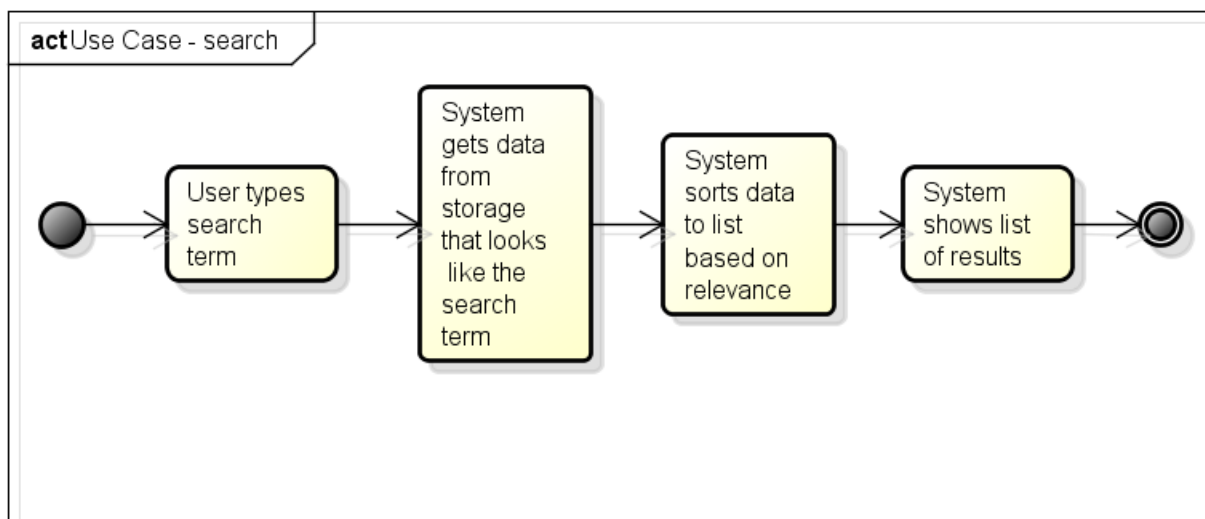 act Use Case - search
User types
search
term
System
gets data
from
storage
that looks
like the
search
term
System
sorts data
to list
based on
relevance
System
shows list
of results